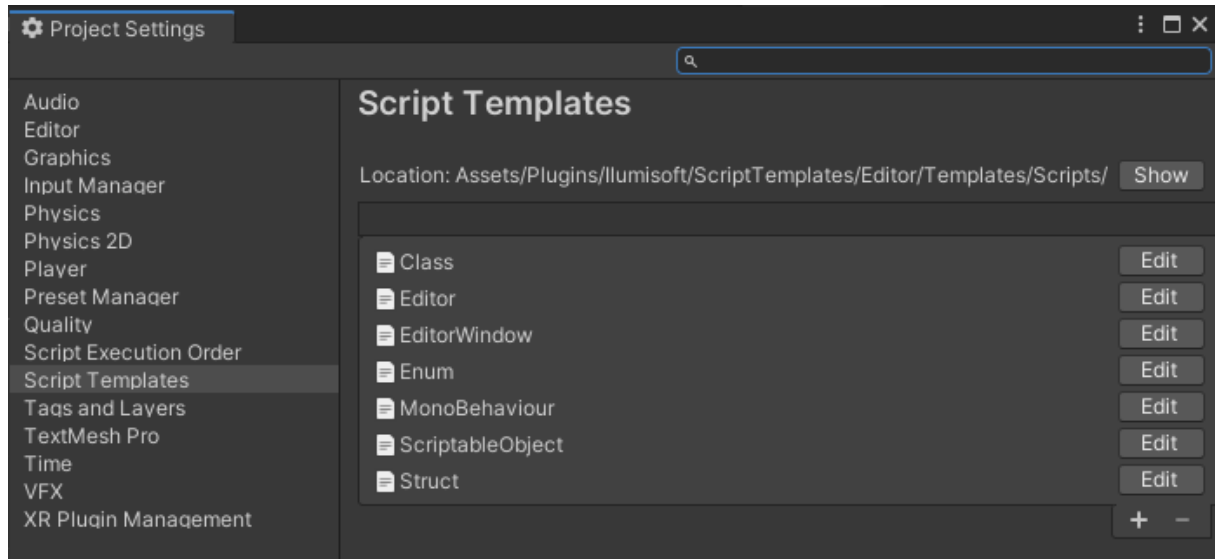 Project Settings
Audio
Editor
Graphics
Input Manager
Physics
Physics 2D
Player
Preset Manager
Quality
Script Execution Order
Script Templates
Tags and Layers
TextMesh Pro
Time
VFX
XR Plugin Management
Script Templates
Location: Assets/Plugins/Ilumisoft/ScriptTemplates/Editor/Templates/Scripts/ Show
Class Edit
Editor Edit
EditorWindow Edit
Enum Edit
MonoBehaviour Edit
ScriptableObject Edit
Struct Edit
+ −